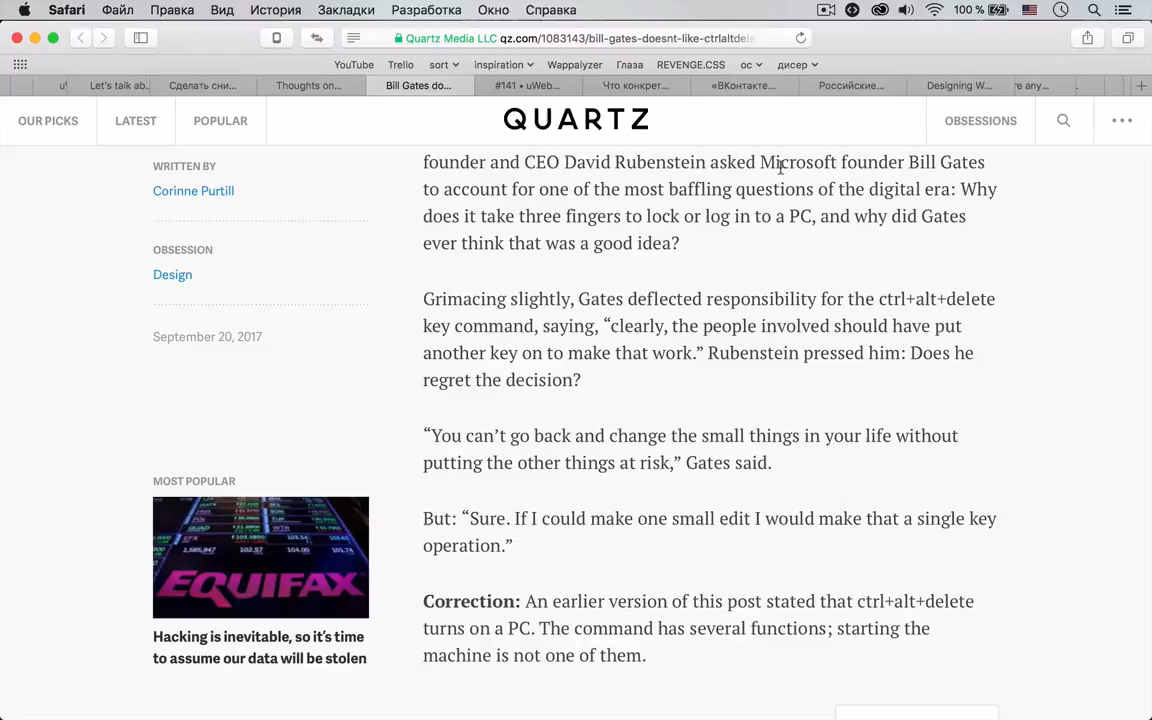 Safari Файл Правка Вид История Закладки Разработка Окно Справка 100 %
Quartz Media LLC qz.com/1083143/bill-gates-doesnt-like-ctrlaltdele
YouTube Trello sort inspiration Wappalyzer Глаза REVENGE.CSS ос дисер
Let's talk ab... Сделать сни... Thoughts on... Bill Gates do... #141 • uWeb... Что конкрет... «ВКонтакте... Российские... Designing W...
OUR PICKS LATEST POPULAR QUARTZ OBSESSIONS
WRITTEN BY
Corinne Purtill
OBSESSION
Design
September 20, 2017
MOST POPULAR
EQUIFAX
Hacking is inevitable, so it's time
to assume our data will be stolen
founder and CEO David Rubenstein asked Microsoft founder Bill Gates
to account for one of the most baffling questions of the digital era: Why
does it take three fingers to lock or log in to a PC, and why did Gates
ever think that was a good idea?
Grimacing slightly, Gates deflected responsibility for the ctrl+alt+delete
key command, saying, “clearly, the people involved should have put
another key on to make that work.” Rubenstein pressed him: Does he
regret the decision?
“You can’t go back and change the small things in your life without
putting the other things at risk,” Gates said.
But: “Sure. If I could make one small edit I would make that a single key
operation.”
Correction: An earlier version of this post stated that ctrl+alt+delete
turns on a PC. The command has several functions; starting the
machine is not one of them.